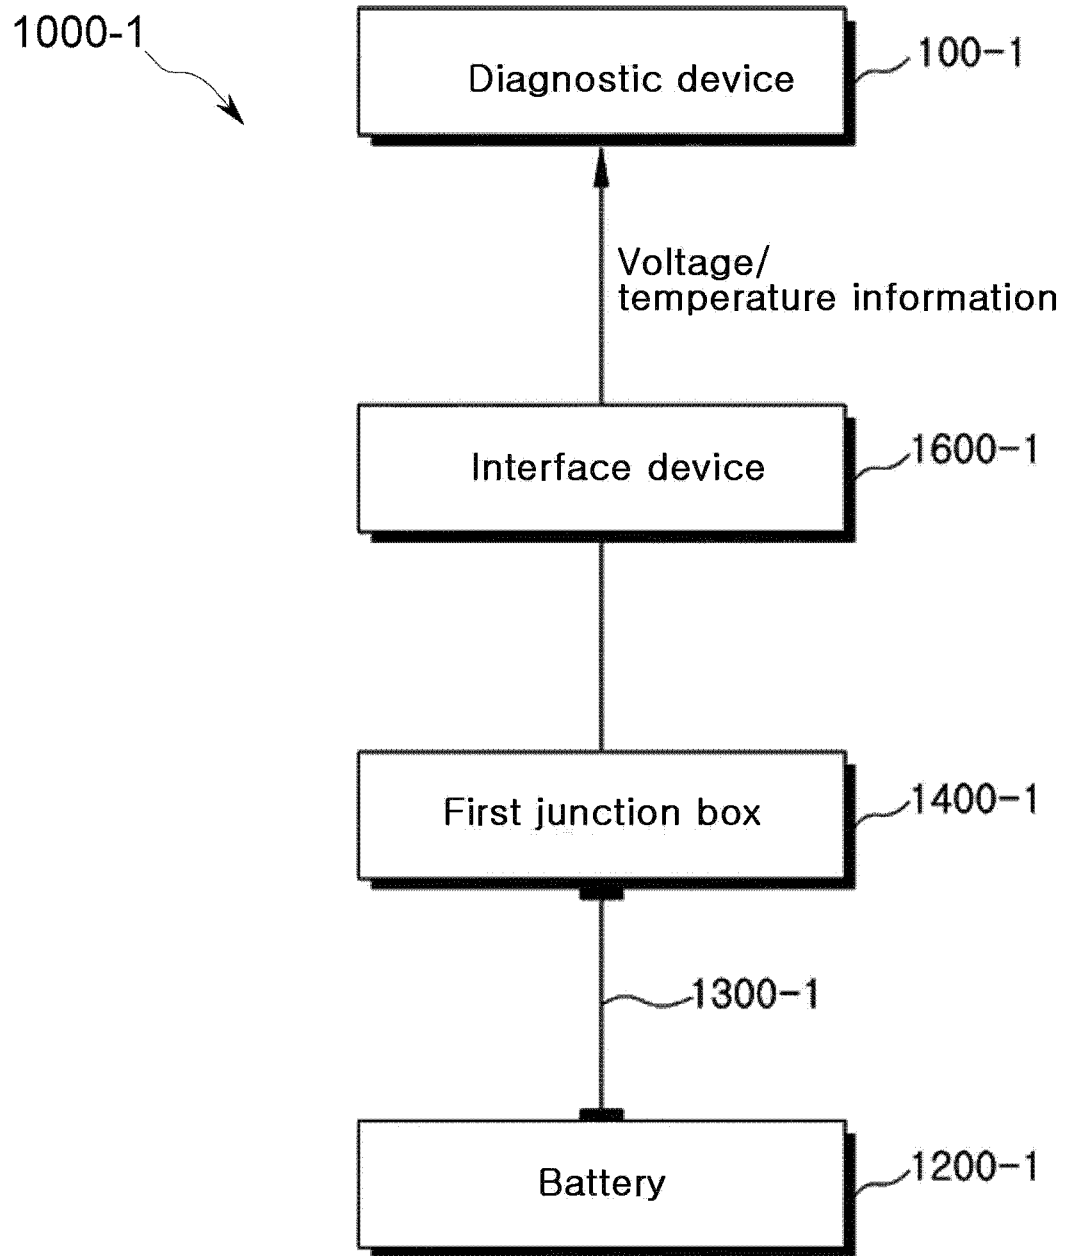 1000-1
Diagnostic device
100-1
Voltage/
temperature information
Interface device
1600-1
First junction box
1400-1
1300-1
Battery
1200-1